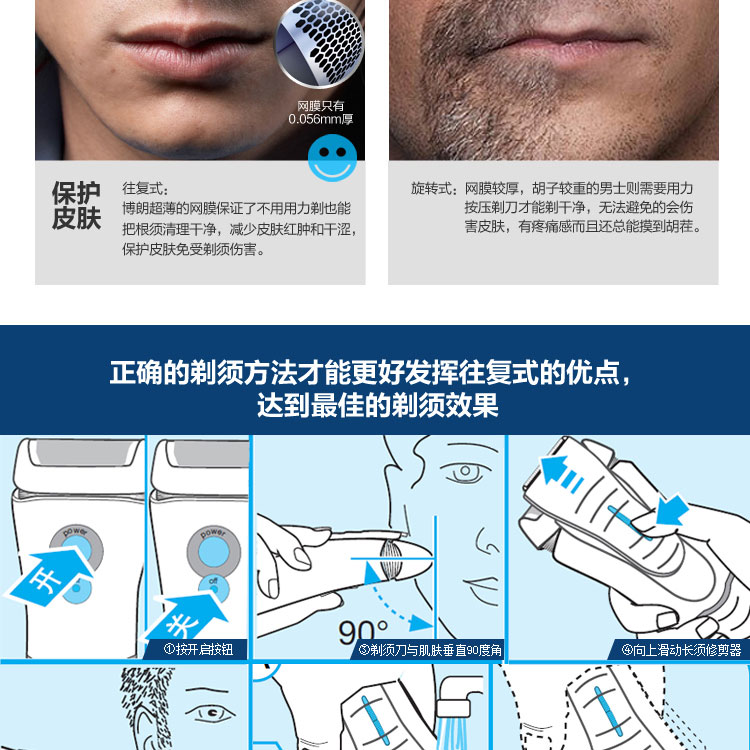 网膜只有
0.056mm厚
保护
皮肤
往复式：
博朗超薄的网膜保证了不用用力剃也能
把根须清理干净，减少皮肤红肿和干涩，
保护皮肤免受剃须伤害。
旋转式：网膜较厚，胡子较重的男士则需要用力
按压剃刀才能剃干净，无法避免的会伤
害皮肤，有疼痛感而且还总能摸到胡茬。
正确的剃须方法才能更好发挥往复式的优点，
达到最佳的剃须效果
power
开
power
off
关
①按开启按钮
90°
③剃须刀与肌肤垂直90度角
④向上滑动长须修剪器